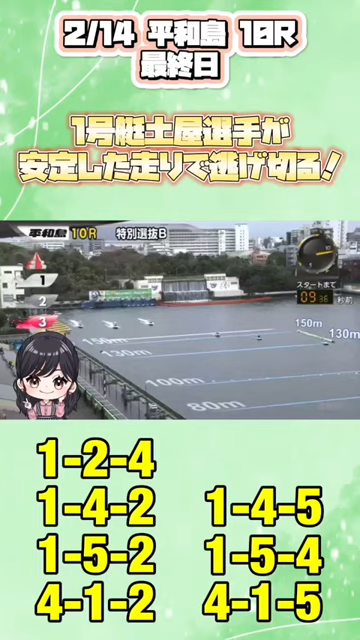 2/14 平和島 10R
最終日
1号艇土屋選手が
安定した走りで逃げ切る！
平和島 10R 特別選抜B
スタートまで
09 秒前
1
2
3
150m
130m
150m
130m
100m
80m
1-2-4
1-4-2 1-4-5
1-5-2 1-5-4
4-1-2 4-1-5